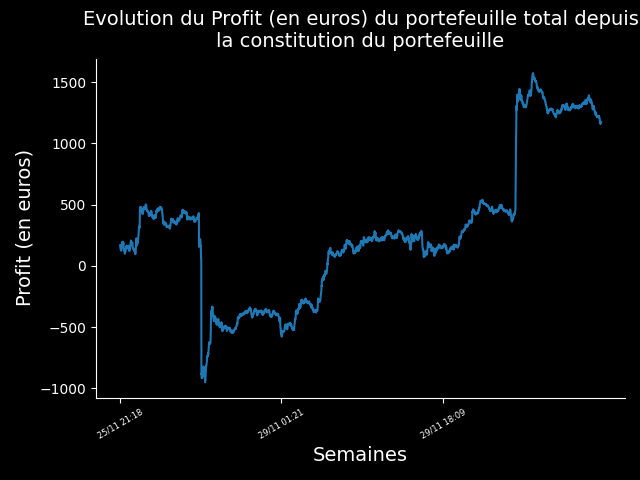 Evolution du Profit (en euros) du portefeuille total depuis
la constitution du portefeuille
Profit (en euros)
1500
1000
500
0
−500
−1000
25/11 21:18
29/11 01:21
29/11 18:09
Semaines